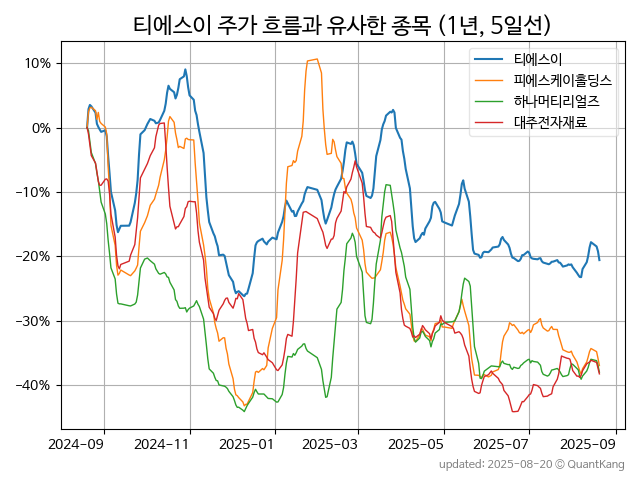 티에스이 주가 흐름과 유사한 종목 (1년, 5일선)
티에스이
피에스케이홀딩스
하나머티리얼즈
대주전자재료
10%
0%
−10%
−20%
−30%
−40%
2024-09 2024-11 2025-01 2025-03 2025-05 2025-07 2025-09
updated: 2025-08-20 © QuantKang